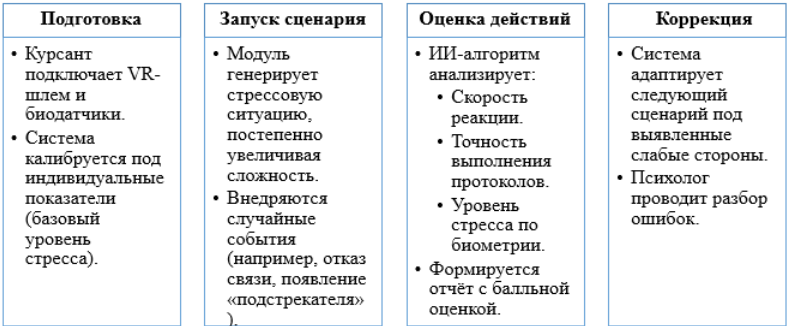 Подготовка
• Курсант
подключает VR-
шлем и
биодатчики.
• Система
калибруется под
индивидуальные
показатели
(базовый
уровень
стресса).
Запуск сценария
• Модуль
генерирует
стрессовую
ситуацию,
постепенно
увеличивая
сложность.
• Внедряются
случайные
события
(например, отказ
связи, появление
«подстрекателя»
).
Оценка действий
• ИИ-алгоритм
анализирует:
• Скорость
реакции.
• Точность
выполнения
протоколов.
• Уровень
стресса по
биометрии.
• Формируется
отчёт с балльной
оценкой.
Коррекция
• Система
адаптирует
следующий
сценарий под
выявленные
слабые стороны.
• Психолог
проводит разбор
ошибок.